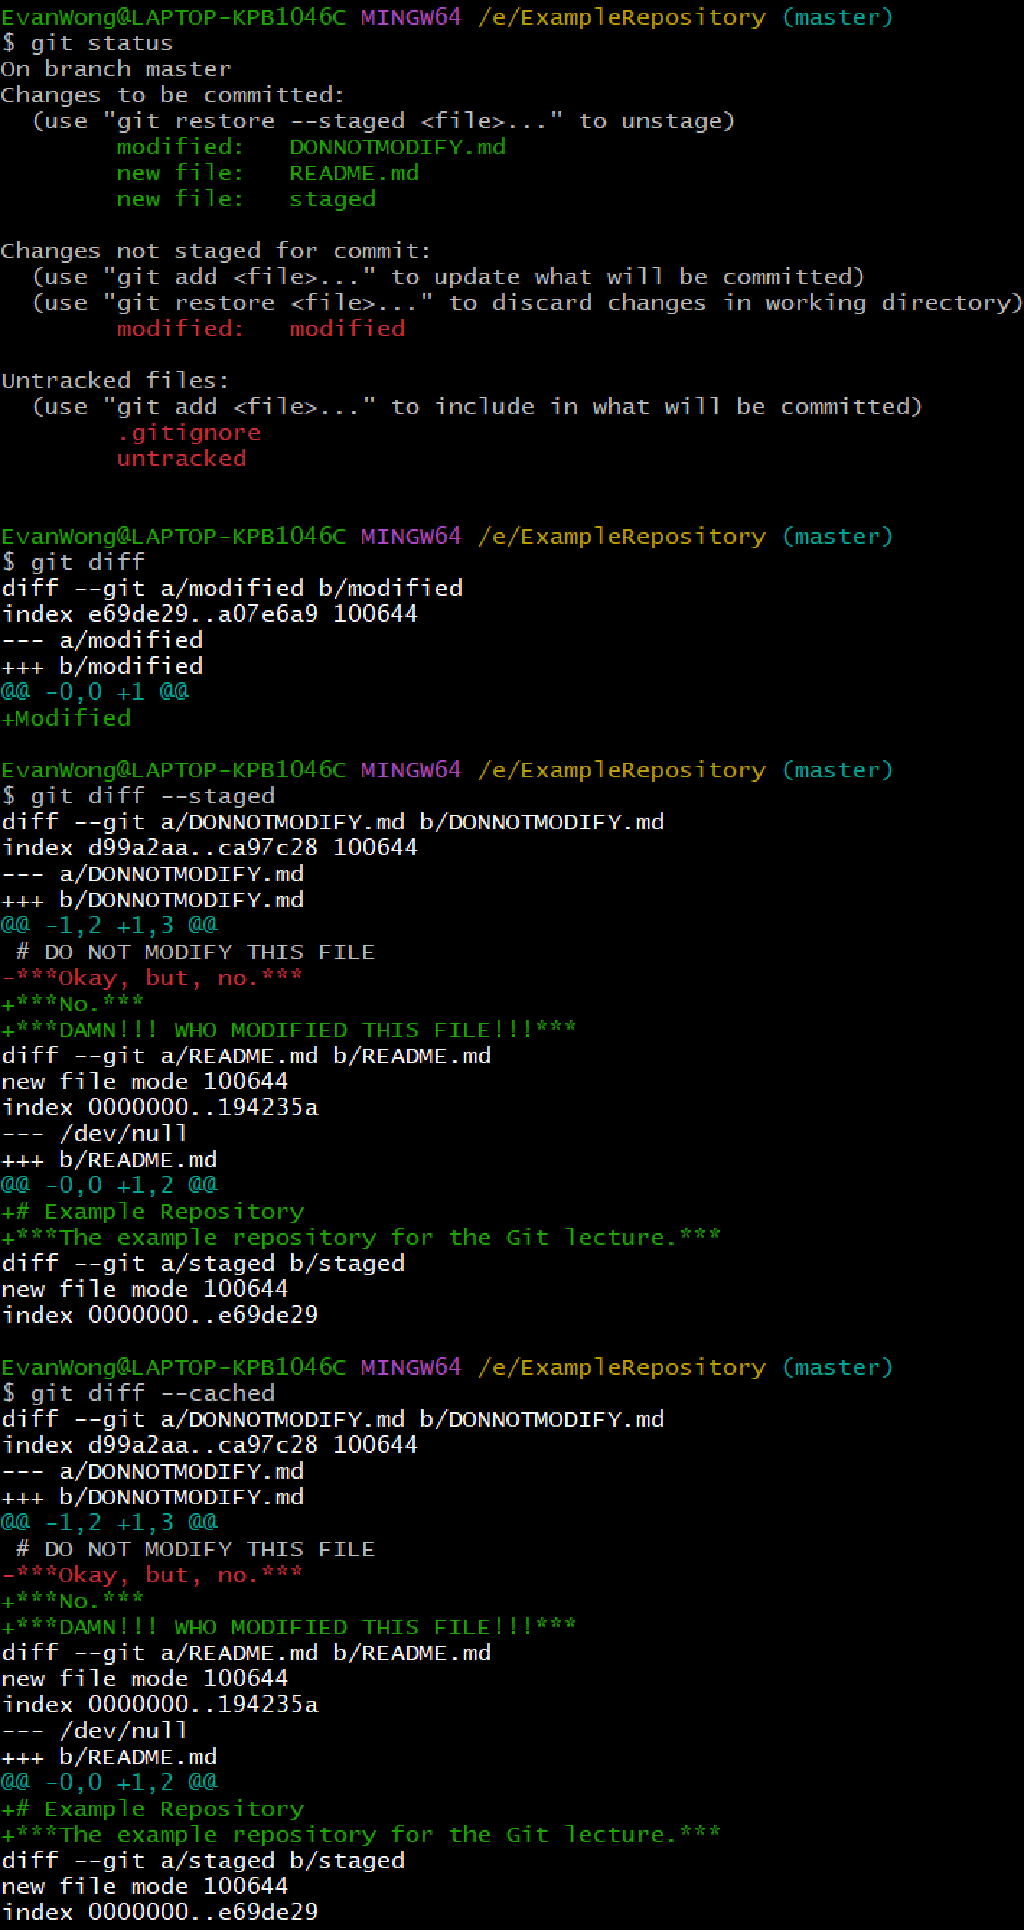 EvanWong@LAPTOP-KPB1046C MINGW64 /e/ExampleRepository (master)
$ git status
On branch master
Changes to be committed:
  (use "git restore --staged <file>..." to unstage)
        modified:   DONNOTMODIFY.md
        new file:   README.md
        new file:   staged

Changes not staged for commit:
  (use "git add <file>..." to update what will be committed)
  (use "git restore <file>..." to discard changes in working directory)
        modified:   modified

Untracked files:
  (use "git add <file>..." to include in what will be committed)
        .gitignore
        untracked


EvanWong@LAPTOP-KPB1046C MINGW64 /e/ExampleRepository (master)
$ git diff
diff --git a/modified b/modified
index e69de29..a07e6a9 100644
--- a/modified
+++ b/modified
@@ -0,0 +1 @@
+Modified

EvanWong@LAPTOP-KPB1046C MINGW64 /e/ExampleRepository (master)
$ git diff --staged
diff --git a/DONNOTMODIFY.md b/DONNOTMODIFY.md
index d99a2aa..ca97c28 100644
--- a/DONNOTMODIFY.md
+++ b/DONNOTMODIFY.md
@@ -1,2 +1,3 @@
 # DO NOT MODIFY THIS FILE
-***Okay, but, no.***
+***No.***
+***DAMN!!! WHO MODIFIED THIS FILE!!!***
diff --git a/README.md b/README.md
new file mode 100644
index 0000000..194235a
--- /dev/null
+++ b/README.md
@@ -0,0 +1,2 @@
+# Example Repository
+***The example repository for the Git lecture.***
diff --git a/staged b/staged
new file mode 100644
index 0000000..e69de29

EvanWong@LAPTOP-KPB1046C MINGW64 /e/ExampleRepository (master)
$ git diff --cached
diff --git a/DONNOTMODIFY.md b/DONNOTMODIFY.md
index d99a2aa..ca97c28 100644
--- a/DONNOTMODIFY.md
+++ b/DONNOTMODIFY.md
@@ -1,2 +1,3 @@
 # DO NOT MODIFY THIS FILE
-***Okay, but, no.***
+***No.***
+***DAMN!!! WHO MODIFIED THIS FILE!!!***
diff --git a/README.md b/README.md
new file mode 100644
index 0000000..194235a
--- /dev/null
+++ b/README.md
@@ -0,0 +1,2 @@
+# Example Repository
+***The example repository for the Git lecture.***
diff --git a/staged b/staged
new file mode 100644
index 0000000..e69de29